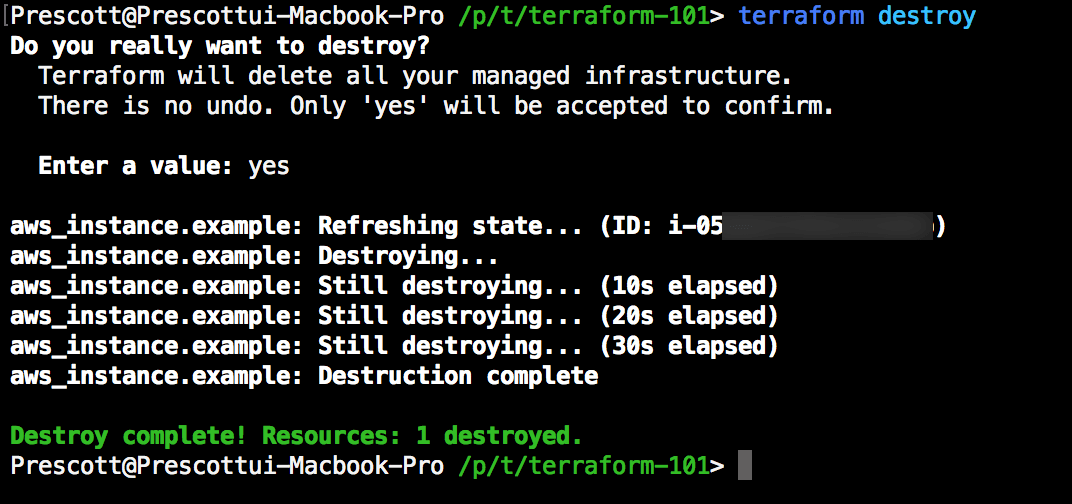 [Prescott@Prescottui-Macbook-Pro /p/t/terraform-101> terraform destroy
Do you really want to destroy?
  Terraform will delete all your managed infrastructure.
  There is no undo. Only 'yes' will be accepted to confirm.
  Enter a value: yes
aws_instance.example: Refreshing state... (ID: i-05)
aws_instance.example: Destroying...
aws_instance.example: Still destroying... (10s elapsed)
aws_instance.example: Still destroying... (20s elapsed)
aws_instance.example: Still destroying... (30s elapsed)
aws_instance.example: Destruction complete
Destroy complete! Resources: 1 destroyed.
Prescott@Prescottui-Macbook-Pro /p/t/terraform-101>